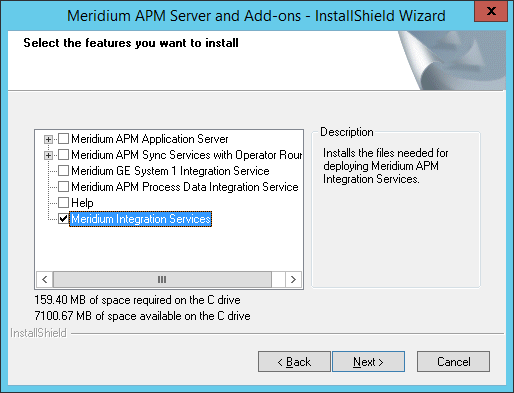 Meridium APM Server and Add-ons - InstallShield Wizard
x
Select the features you want to install
Meridium APM Application Server
Meridium APM Sync Services with Operator Roun
Meridium GE System 1 Integration Service
Meridium APM Process Data Integration Service
Help
Meridium Integration Services
Description
Installs the files needed for
deploying Meridium APM
Integration Services.
159.40 MB of space required on the C drive
7100.67 MB of space available on the C drive
InstallShield
< Back
Next >
Cancel